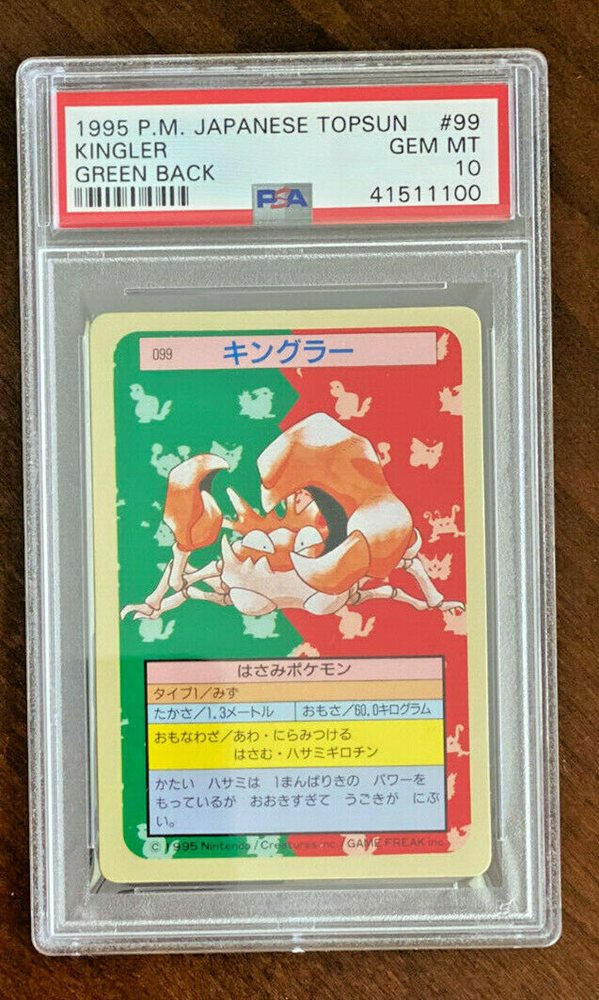 1995 P.M. JAPANESE TOPSUN #99
KINGLER GEM MT
GREEN BACK 10
PSA 41511100
099 キングラー
はさみポケモン
タイプ1/みず
たかさ/1.3メートル おもさ/60.0キログラム
おもなわざ/あわ・にらみつける
はさむ・ハサミギロチン
かたい ハサミは 1まんばりきの パワーを
もっているが おおきすぎて うごきが にぶ
い。
© 1995 Nintendo/Creatures inc./GAME FREAK inc.